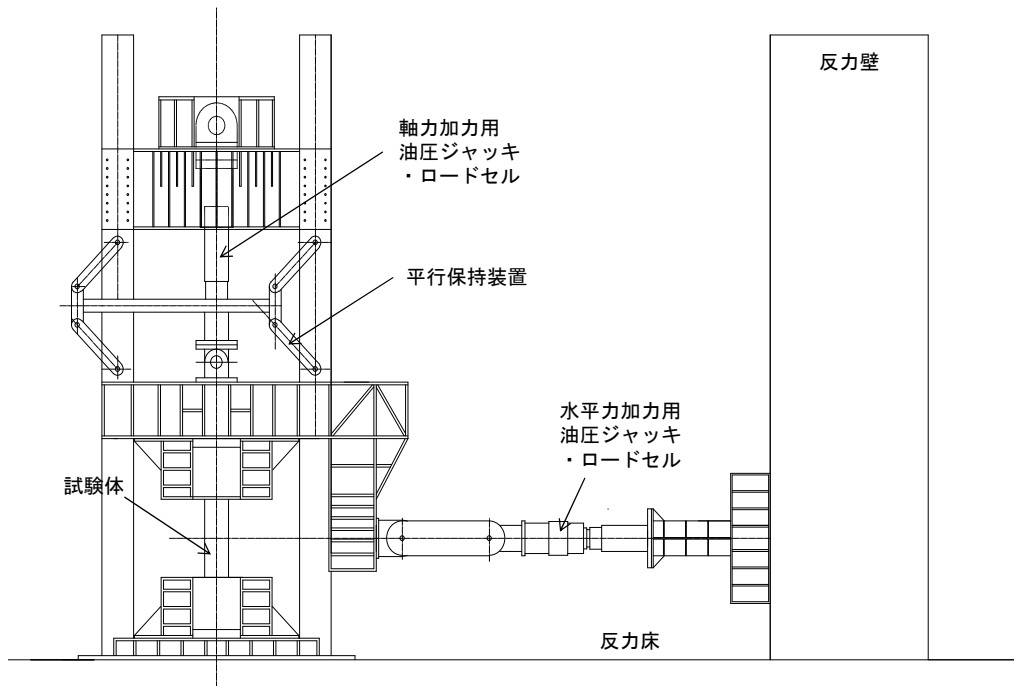 反力壁
軸力加力用
油圧ジャッキ
・ロードセル
平行保持装置
水平力加力用
油圧ジャッキ
・ロードセル
試験体
反力床